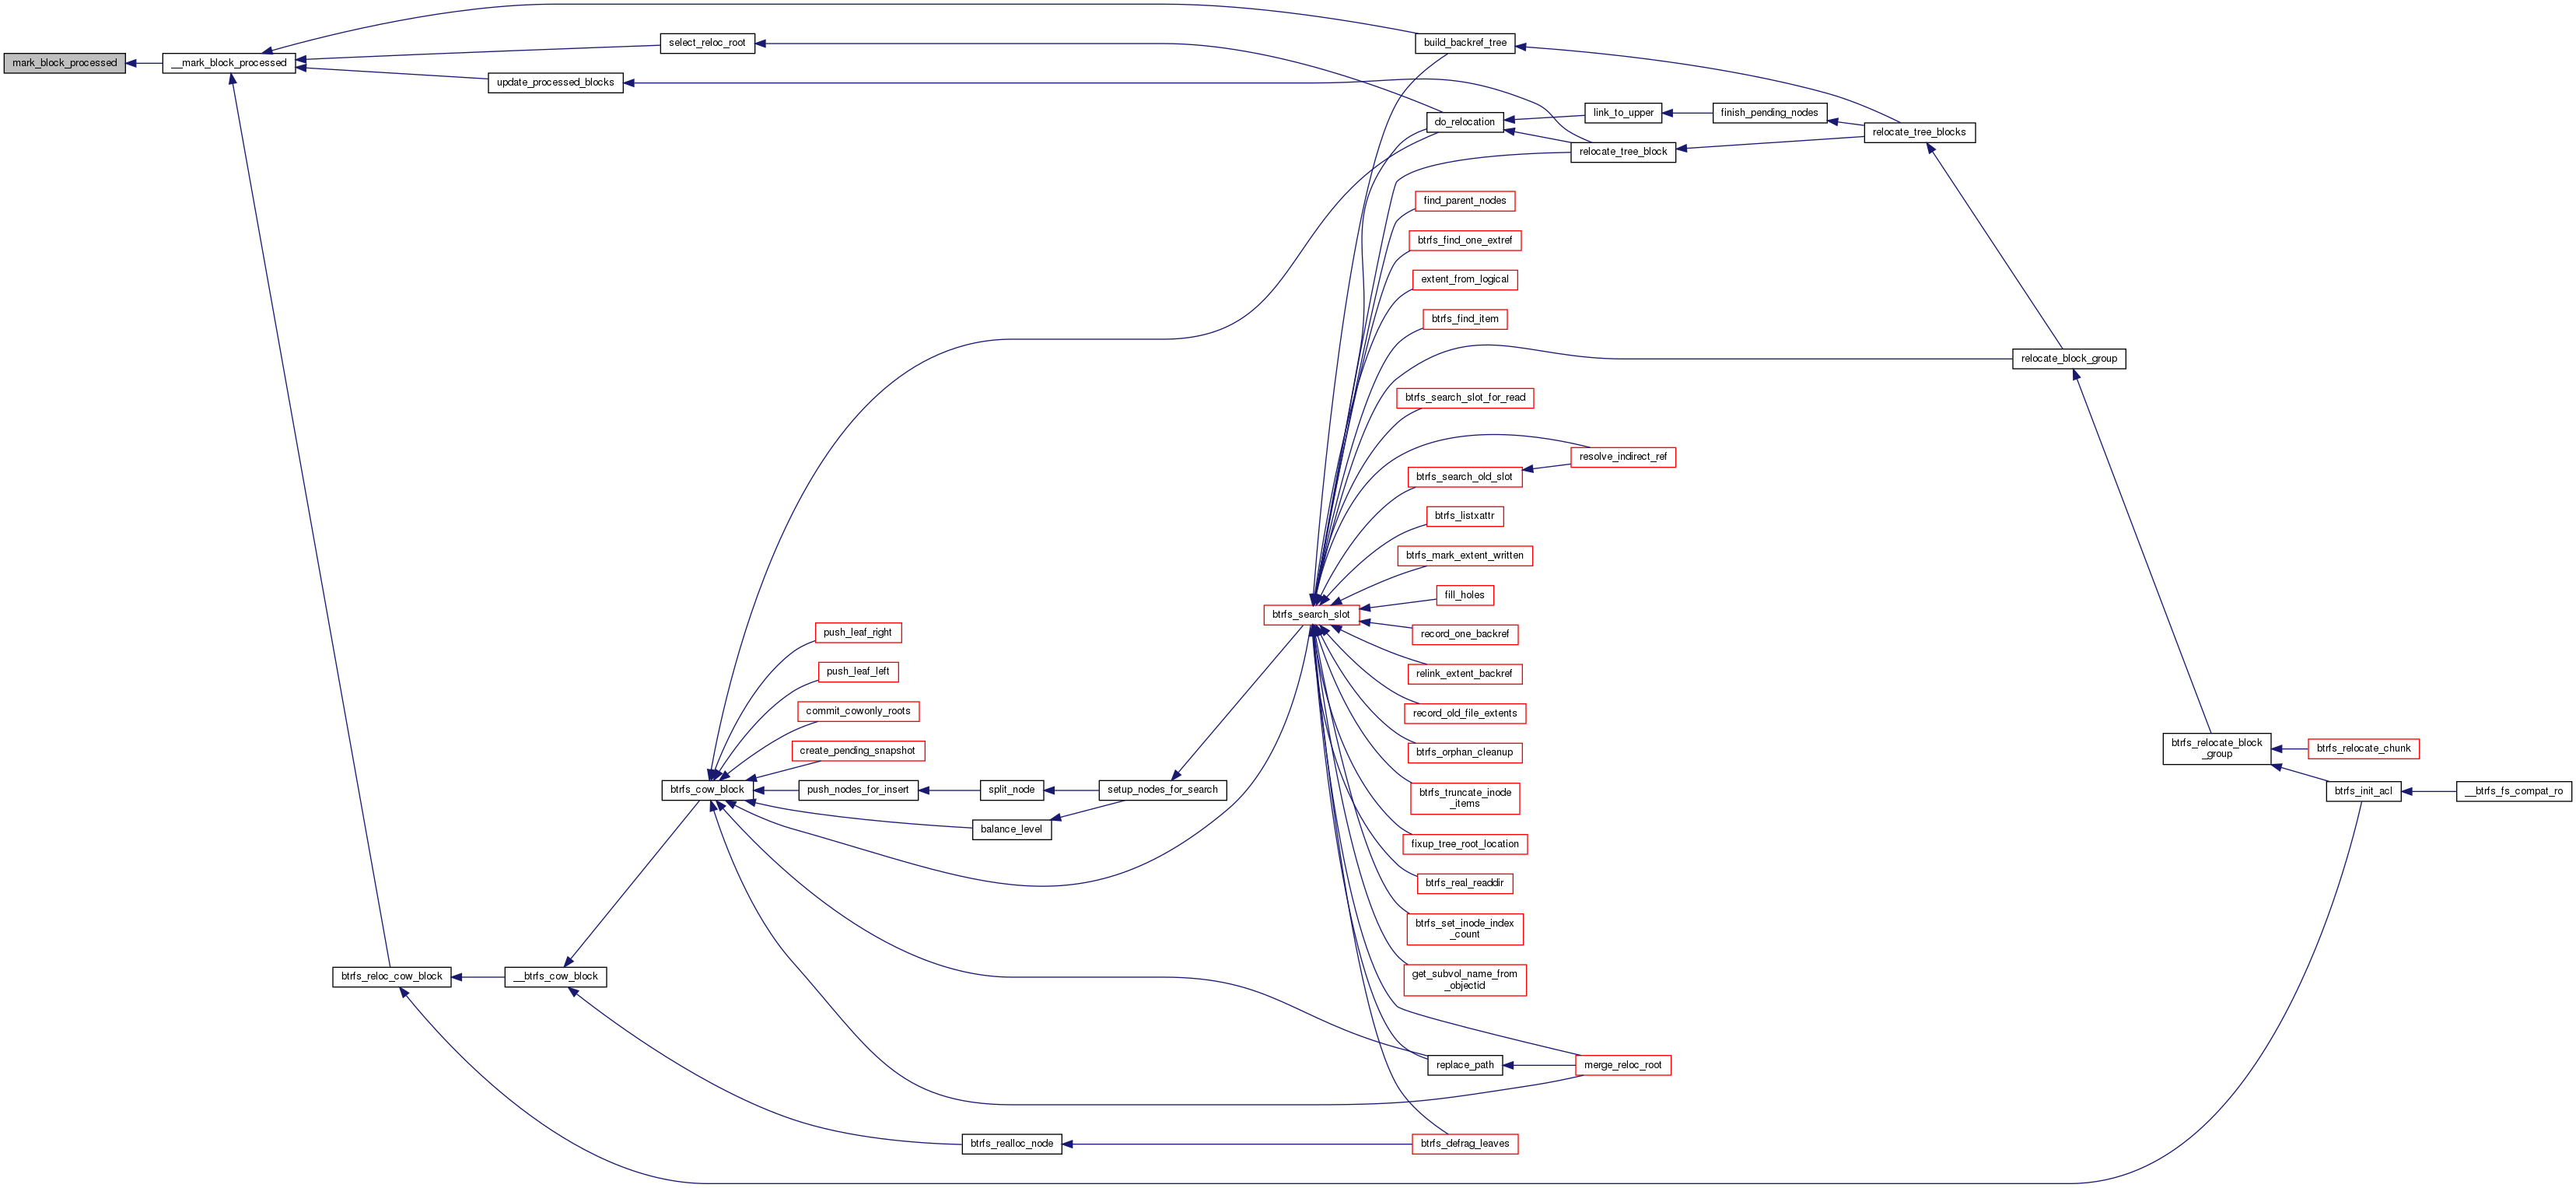 mark_block_processed
__mark_block_processed
select_reloc_root
update_processed_blocks
build_backref_tree
do_relocation
link_to_upper
finish_pending_nodes
relocate_tree_blocks
relocate_tree_block
find_parent_nodes
btrfs_find_one_extref
extent_from_logical
btrfs_find_item
relocate_block_group
btrfs_search_slot_for_read
resolve_indirect_ref
btrfs_search_old_slot
btrfs_listxattr
btrfs_mark_extent_written
fill_holes
btrfs_search_slot
record_one_backref
relink_extent_backref
record_old_file_extents
btrfs_orphan_cleanup
btrfs_truncate_inode
_items
fixup_tree_root_location
btrfs_real_readdir
btrfs_set_inode_index
_count
get_subvol_name_from
_objectid
push_leaf_right
push_leaf_left
commit_cowonly_roots
create_pending_snapshot
btrfs_cow_block
push_nodes_for_insert
split_node
setup_nodes_for_search
balance_level
btrfs_relocate_block
_group
btrfs_relocate_chunk
btrfs_init_acl
__btrfs_fs_compat_ro
btrfs_reloc_cow_block
__btrfs_cow_block
replace_path
merge_reloc_root
btrfs_realloc_node
btrfs_defrag_leaves